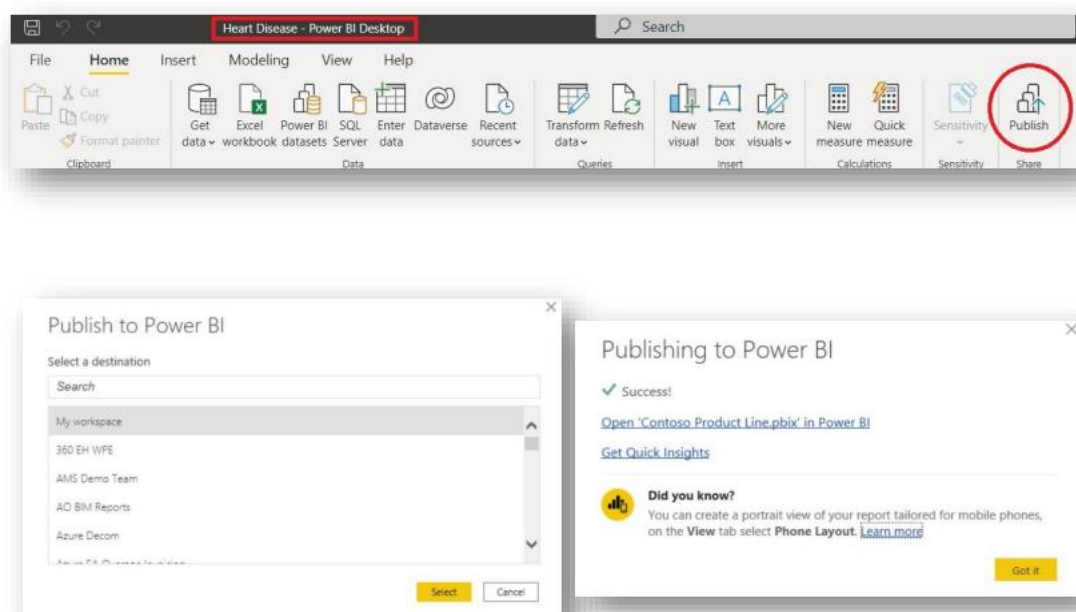 Heart Disease - Power BI Desktop
Search
File Home Insert Modeling View Help
Paste
Cut
Copy
Format painter
Get data
Excel workbook
Power BI datasets
SQL Server
Enter data
Dataverse
Recent sources
Transform data
Refresh
New visual
Text box
More visuals
New measure
Quick measure
Sensitivity
Publish
Clipboard
Data
Queries
Insert
Calculations
Sensitivity
Share
Publish to Power BI
Select a destination
Search
My workspace
360 EH WPE
AMS Demo Team
AO BIM Reports
Azure Decom
Select
Cancel
Publishing to Power BI
Success!
Open 'Contoso Product Line.pbix' in Power BI
Get Quick Insights
Did you know?
You can create a portrait view of your report tailored for mobile phones,
on the View tab select Phone Layout. Learn more
Got it